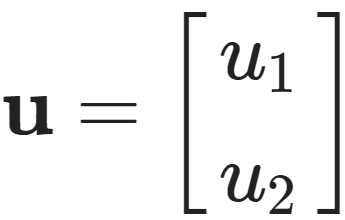 𝐮 = [ u₁
u₂ ]